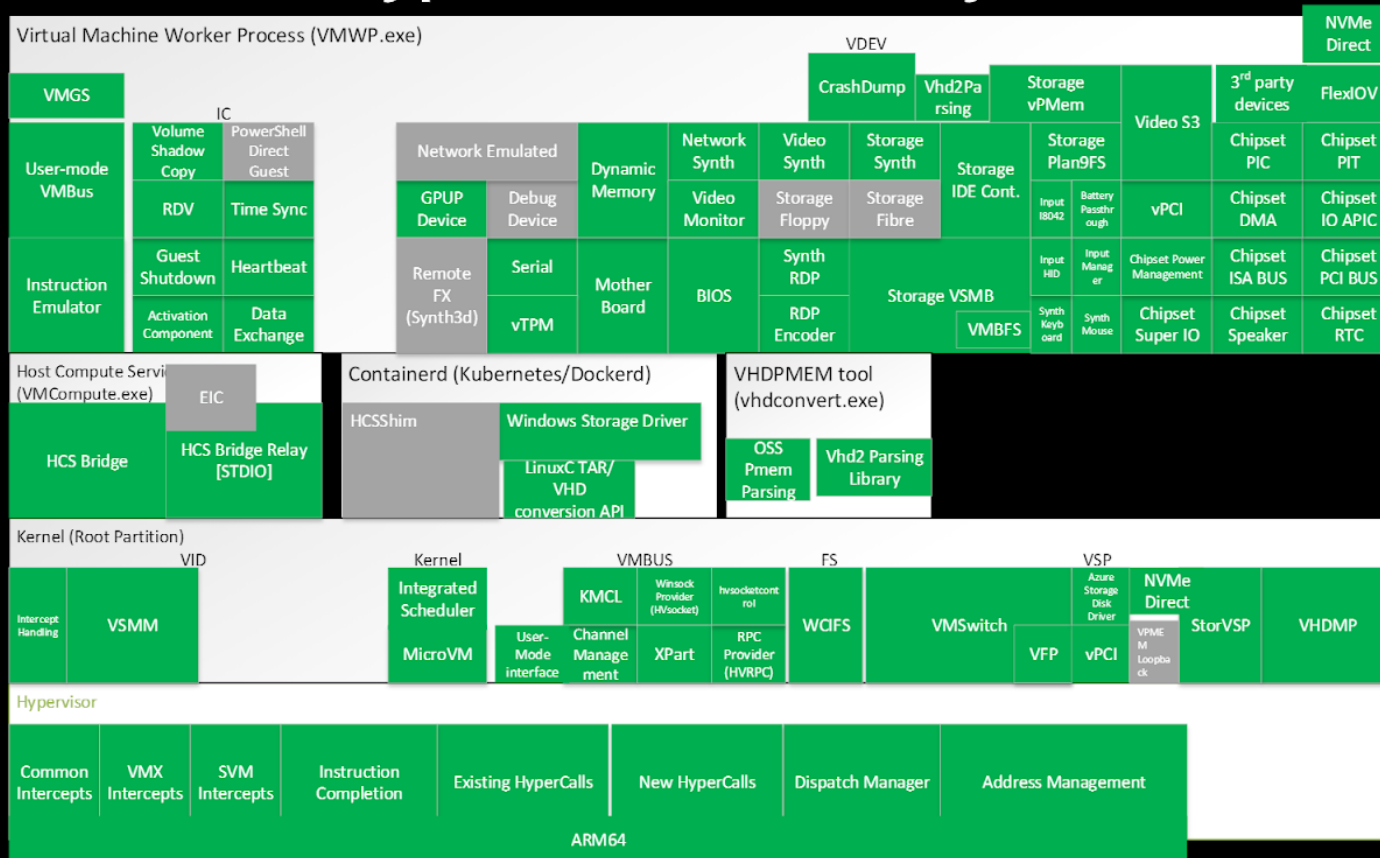 Virtual Machine Worker Process (VMWP.exe)
VDEV
NVMe
Direct
VMGS
IC
CrashDump
Vhd2Pa
rsing
Storage
vPMem
Video S3
3rd party
devices
FlexIOV
User-mode
VMBus
Volume
Shadow
Copy
PowerShell
Direct
Guest
Network Emulated
Dynamic
Memory
Network
Synth
Video
Synth
Storage
Synth
Storage
IDE Cont.
Storage
Plan9FS
Chipset
PIC
Chipset
PIT
RDV
Time Sync
GPUP
Device
Debug
Device
Video
Monitor
Storage
Floppy
Storage
Fibre
Input
I8042
Battery
Passthr
ough
vPCI
Chipset
DMA
Chipset
IO APIC
Instruction
Emulator
Guest
Shutdown
Heartbeat
Remote
FX
(Synth3d)
Serial
Mother
Board
BIOS
Synth
RDP
Storage VSMB
Input
HID
Input
Manag
er
Chipset Power
Management
Chipset
ISA BUS
Chipset
PCI BUS
Activation
Component
Data
Exchange
vTPM
RDP
Encoder
VMBFS
Synth
Keyb
oard
Synth
Mouse
Chipset
Super IO
Chipset
Speaker
Chipset
RTC
Host Compute Servi
(VMCompute.exe)
EIC
HCS Bridge
HCS Bridge Relay
[STDIO]
Containerd (Kubernetes/Dockerd)
HCSShim
Windows Storage Driver
LinuxC TAR/
VHD
conversion API
VHDPMEM tool
(vhdconvert.exe)
OSS
Pmem
Parsing
Vhd2 Parsing
Library
Kernel (Root Partition)
VID
Kernel
VMBUS
FS
VSP
Intercept
Handling
VSMM
Integrated
Scheduler
MicroVM
User-
Mode
interface
KMCL
Channel
Manage
ment
Winsock
Provider
(HVsocket)
XPart
hvsocketcont
rol
RPC
Provider
(HVRPC)
WCIFS
VMSwitch
VFP
Azure
Storage
Disk
Driver
vPCI
NVMe
Direct
VPME
M
Loopba
ck
StorVSP
VHDMP
Hypervisor
Common
Intercepts
VMX
Intercepts
SVM
Intercepts
Instruction
Completion
Existing HyperCalls
New HyperCalls
Dispatch Manager
Address Management
ARM64